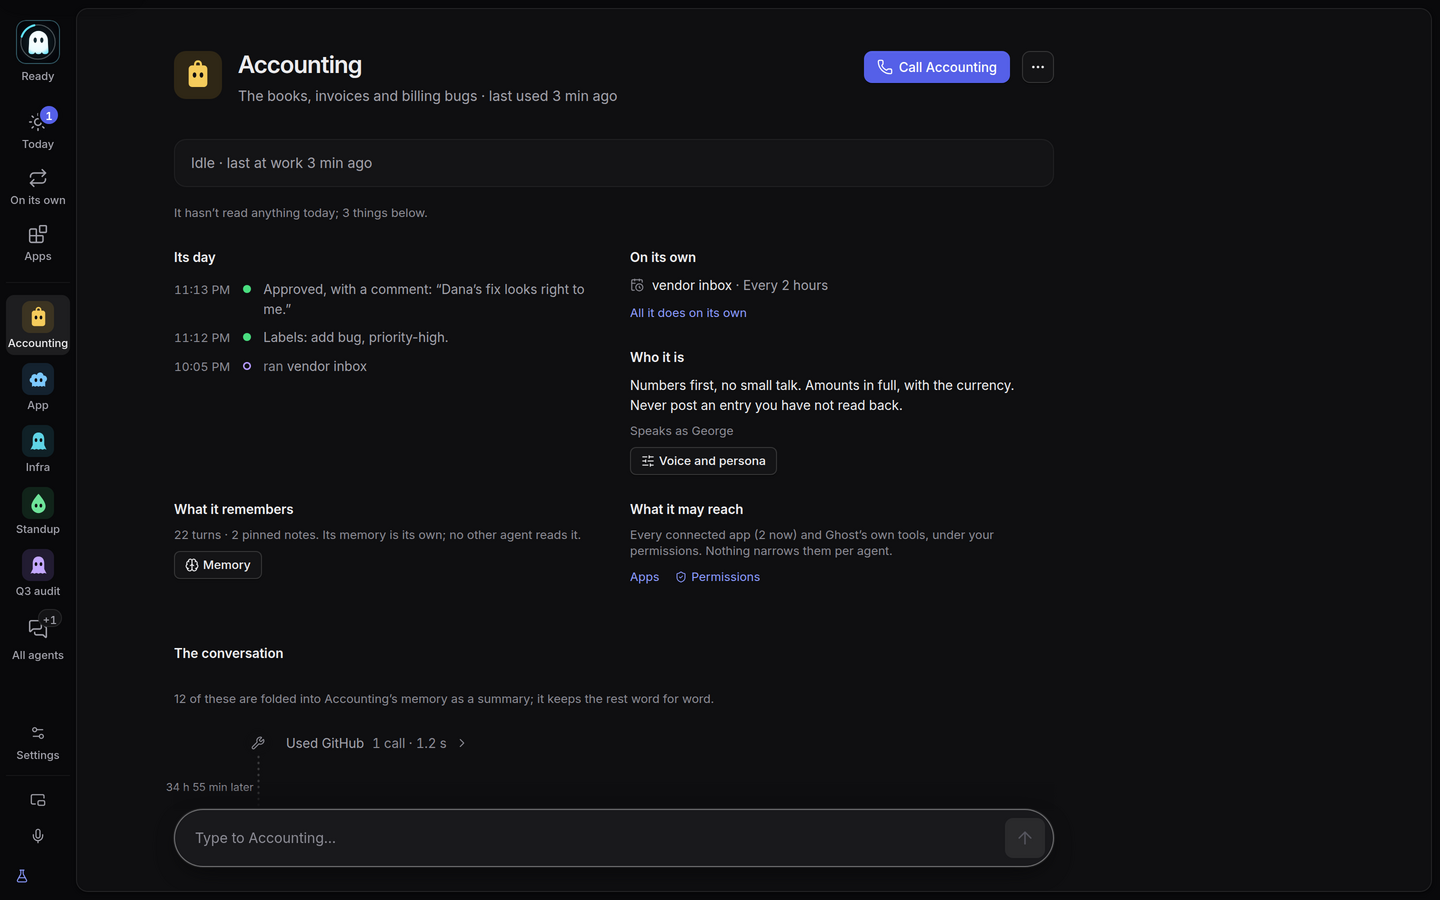 Ready
1
Today
On its own
Apps
Accounting
App
Infra
Standup
Q3 audit
+1
All agents
Settings
Accounting
The books, invoices and billing bugs · last used 3 min ago
Call Accounting
Idle · last at work 3 min ago
It hasn’t read anything today; 3 things below.
Its day
11:13 PM Approved, with a comment: “Dana’s fix looks right to
me.”
11:12 PM Labels: add bug, priority-high.
10:05 PM ran vendor inbox
On its own
vendor inbox · Every 2 hours
All it does on its own
Who it is
Numbers first, no small talk. Amounts in full, with the currency.
Never post an entry you have not read back.
Speaks as George
Voice and persona
What it remembers
22 turns · 2 pinned notes. Its memory is its own; no other agent reads it.
Memory
What it may reach
Every connected app (2 now) and Ghost’s own tools, under your
permissions. Nothing narrows them per agent.
Apps Permissions
The conversation
12 of these are folded into Accounting’s memory as a summary; it keeps the rest word for word.
Used GitHub 1 call · 1.2 s
34 h 55 min later
Type to Accounting...